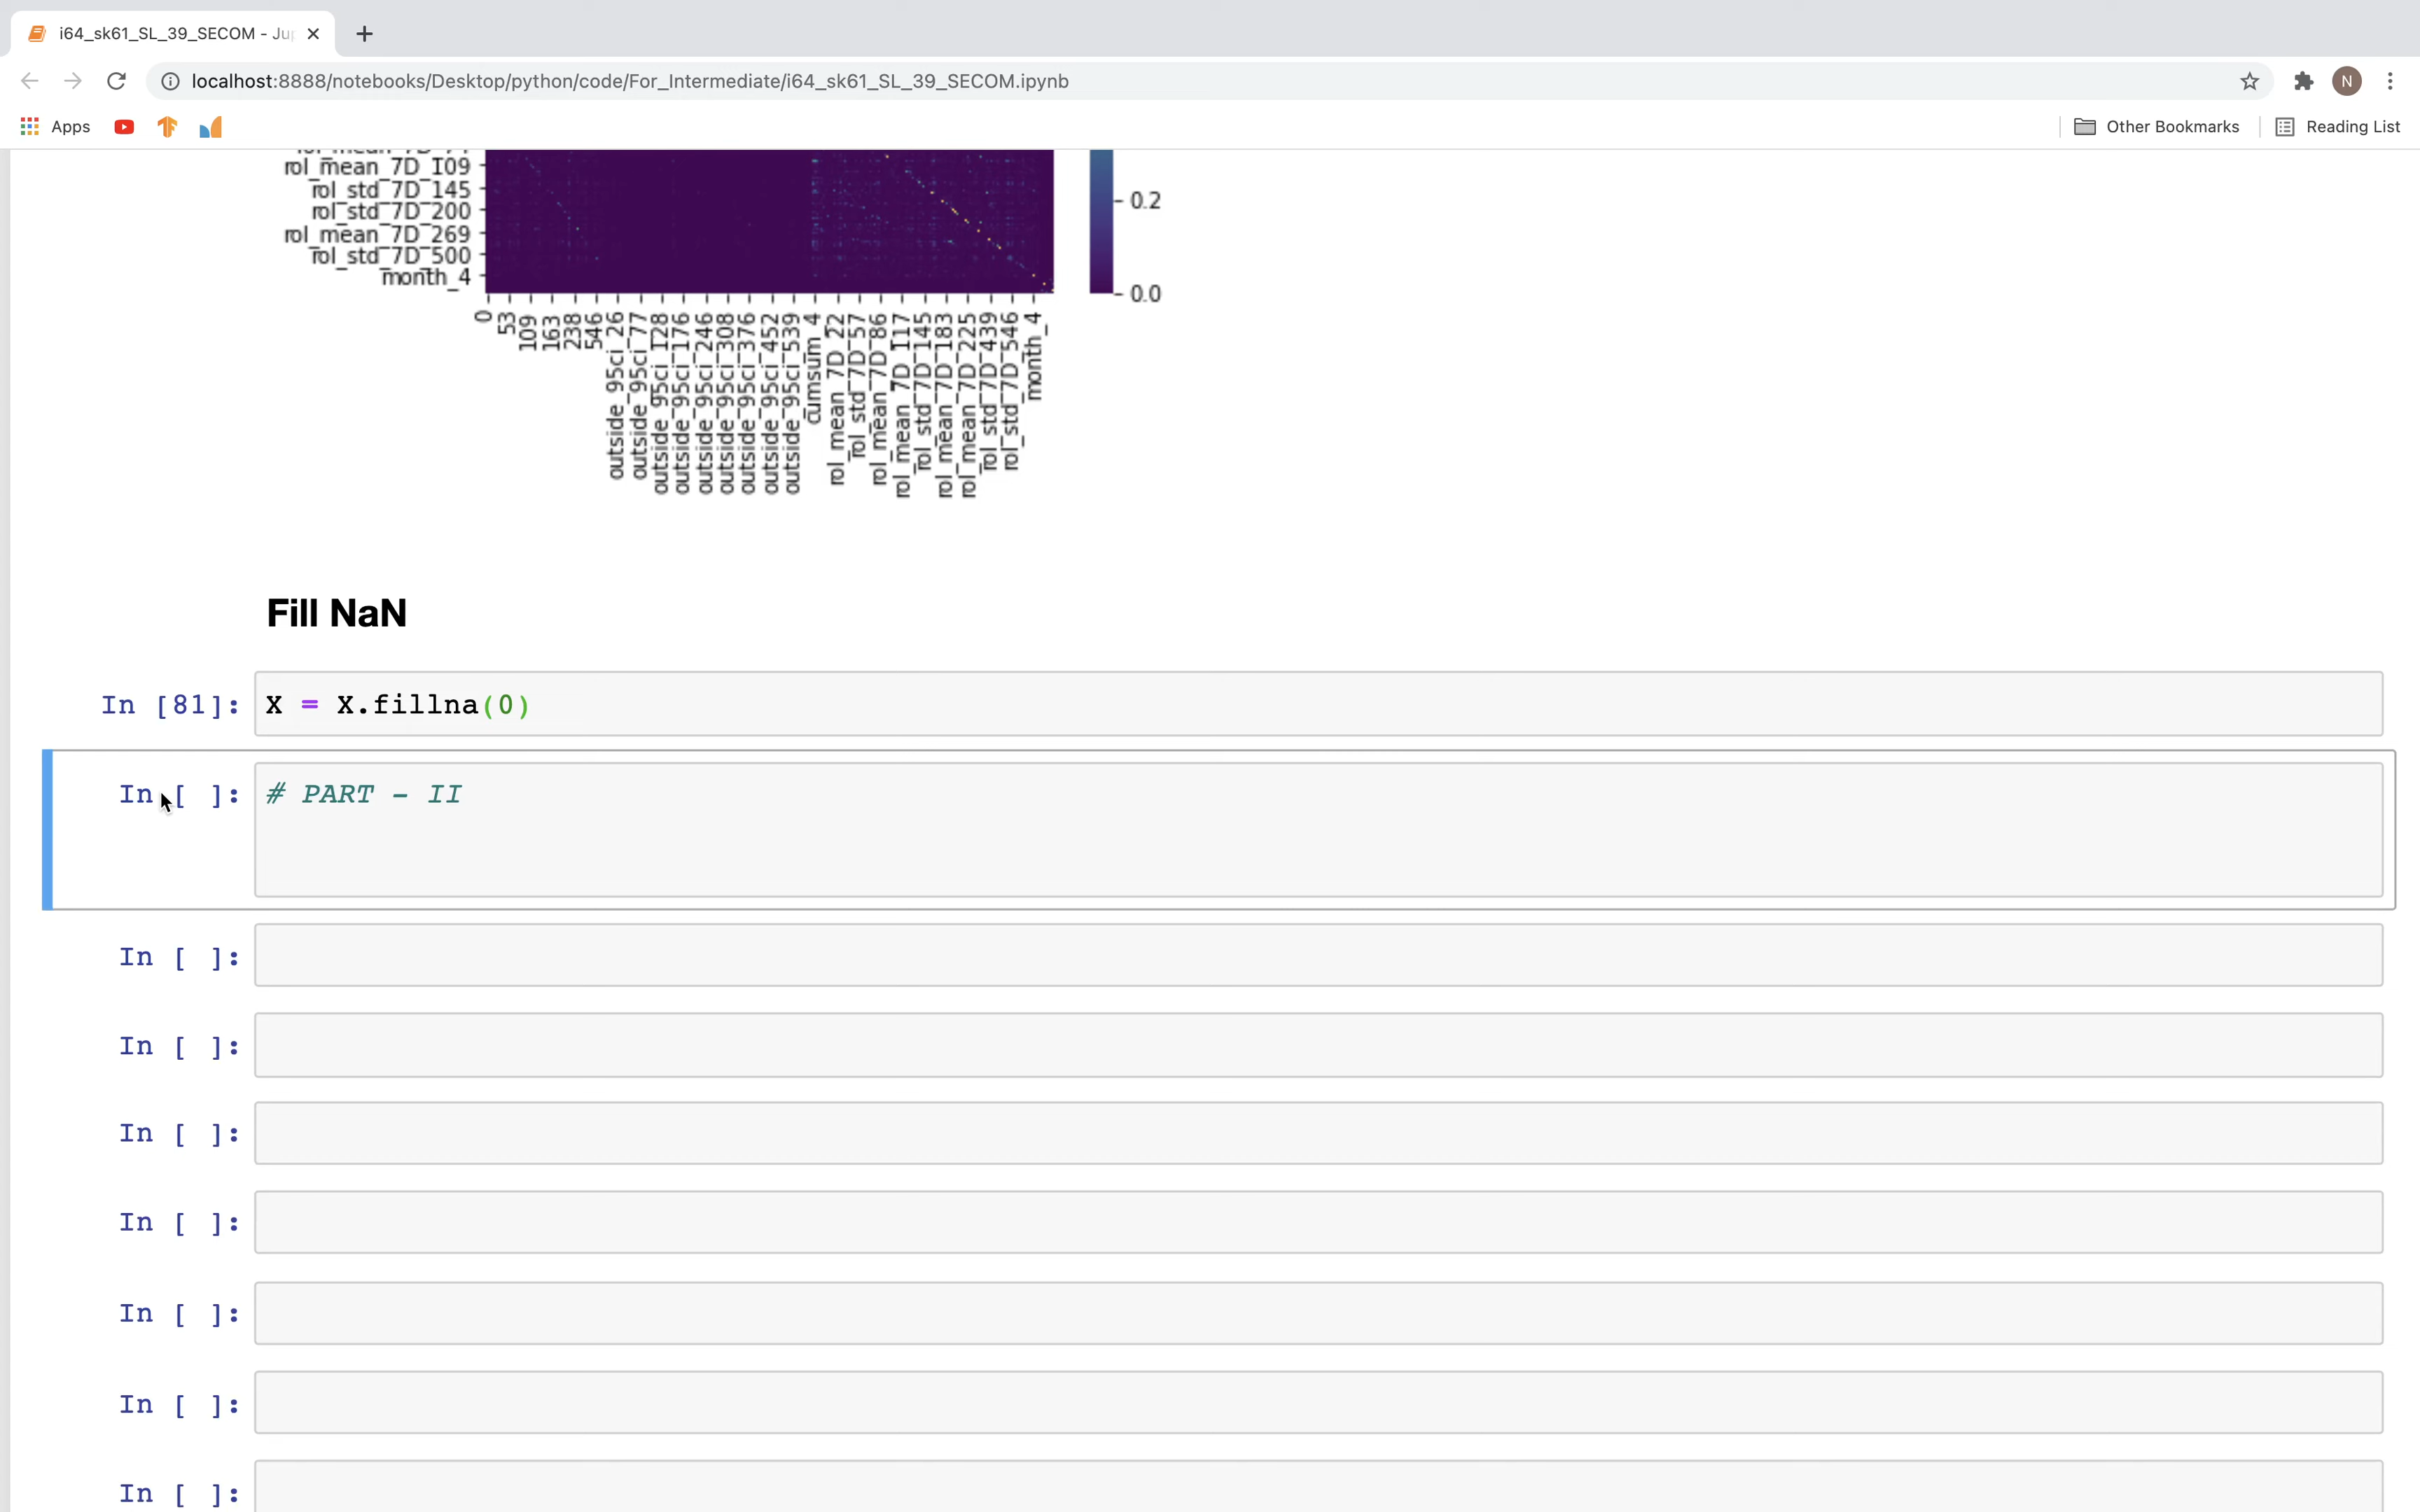 i64_sk61_SL_39_SECOM - Ju
localhost:8888/notebooks/Desktop/python/code/For_Intermediate/i64_sk61_SL_39_SECOM.ipynb
N
Apps
Other Bookmarks
Reading List
rol_mean_7D_109
rol_std_7D_145
rol_std_7D_200
rol_mean_7D_269
rol_std_7D_500
month_4
0.2
0.0
0
53
109
163
238
546
outside_95ci_26
outside_95ci_77
outside_95ci_128
outside_95ci_176
outside_95ci_246
outside_95ci_308
outside_95ci_376
outside_95ci_452
outside_95ci_539
cumsum_4
rol_mean_7D_22
rol_std_7D_57
rol_mean_7D_86
rol_mean_7D_117
rol_std_7D_145
rol_mean_7D_183
rol_mean_7D_225
rol_std_7D_439
rol_std_7D_546
month_4
Fill NaN
In [81]: X = X.fillna(0)
In [ ]: # PART - II
In [ ]:
In [ ]:
In [ ]:
In [ ]:
In [ ]:
In [ ]:
In [ ]: